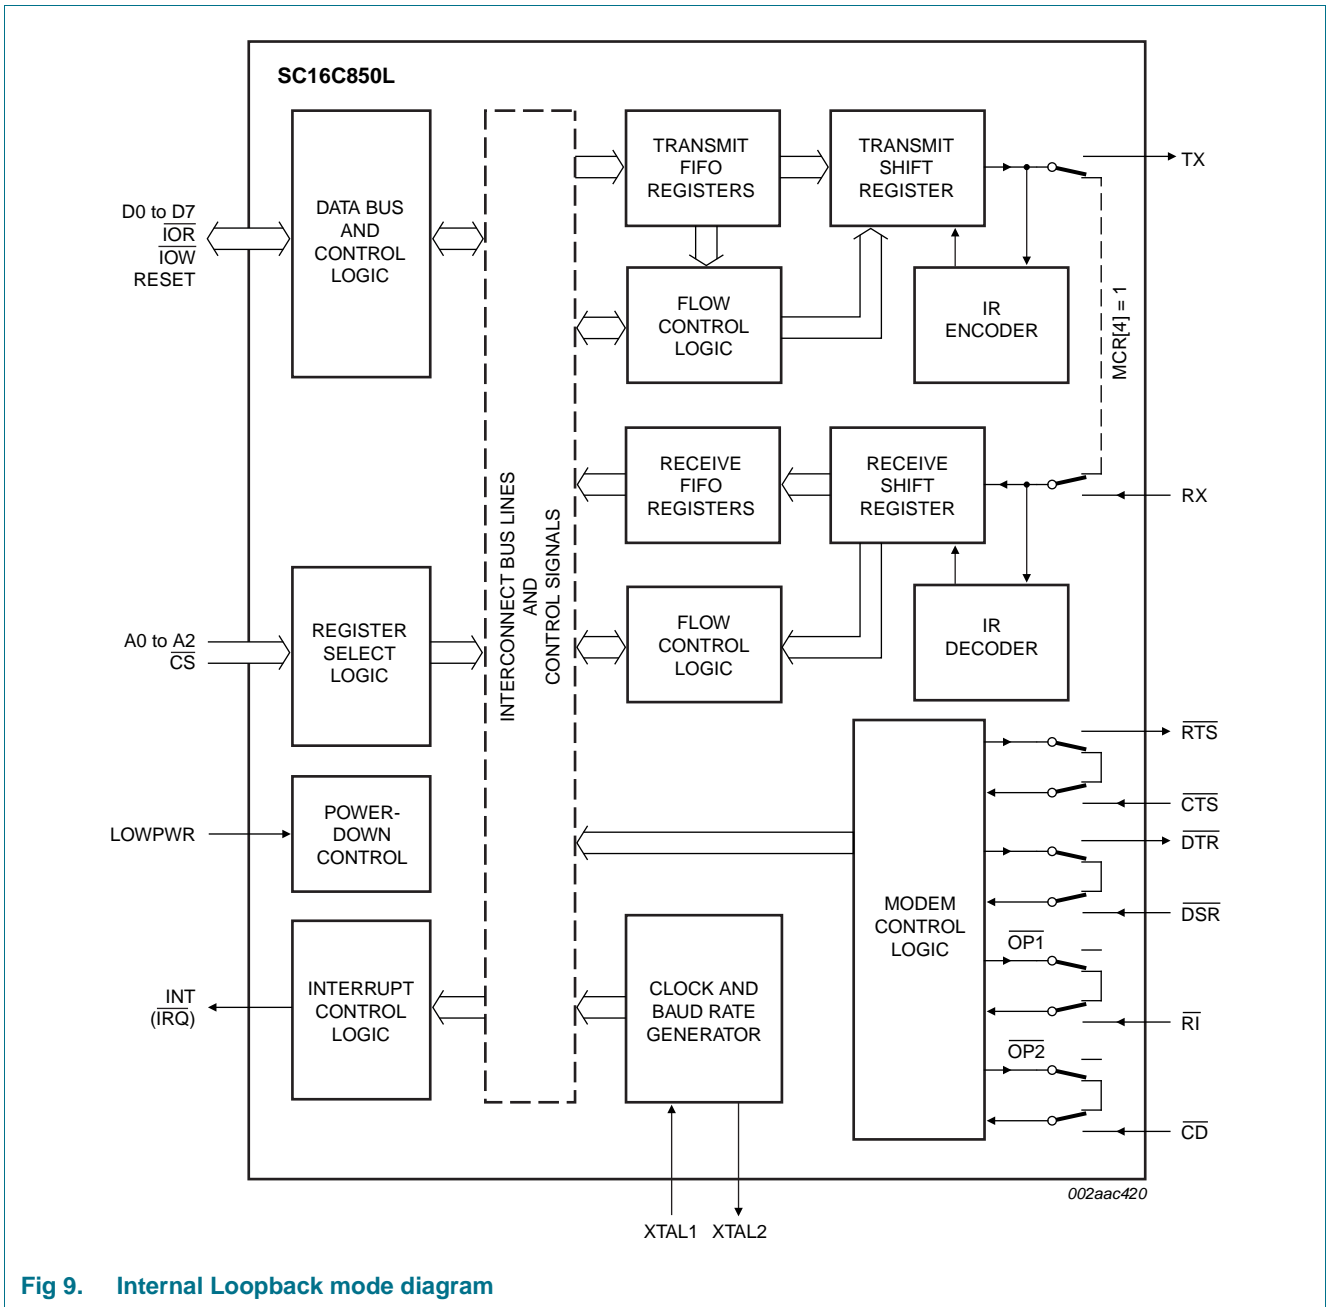 SC16C850L
TRANSMIT
FIFO
REGISTERS
TRANSMIT
SHIFT
REGISTER
TX
D0 to D7
IOR
IOW
RESET
DATA BUS
AND
CONTROL
LOGIC
FLOW
CONTROL
LOGIC
IR
ENCODER
MCR[4] = 1
RECEIVE
FIFO
REGISTERS
RECEIVE
SHIFT
REGISTER
RX
INTERCONNECT BUS LINES
AND
CONTROL SIGNALS
A0 to A2
CS
REGISTER
SELECT
LOGIC
FLOW
CONTROL
LOGIC
IR
DECODER
RTS
CTS
LOWPWR
POWER-
DOWN
CONTROL
DTR
DSR
MODEM
CONTROL
LOGIC
OP1
RI
OP2
CD
INT
(IRQ)
INTERRUPT
CONTROL
LOGIC
CLOCK AND
BAUD RATE
GENERATOR
XTAL1 XTAL2
002aac420
Fig 9. Internal Loopback mode diagram